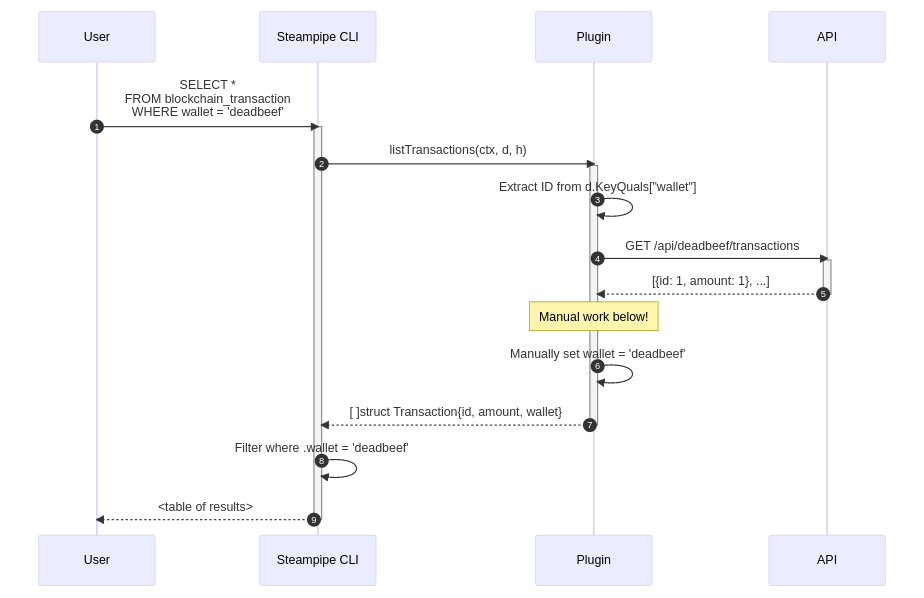 User
Steampipe CLI
Plugin
API
SELECT *
FROM blockchain_transaction
WHERE wallet = 'deadbeef'
1
listTransactions(ctx, d, h)
2
Extract ID from d.KeyQuals["wallet"]
3
GET /api/deadbeef/transactions
4
[{id: 1, amount: 1}, ...]
5
Manual work below!
Manually set wallet = 'deadbeef'
6
[ ]struct Transaction{id, amount, wallet}
7
Filter where .wallet = 'deadbeef'
8
<table of results>
9
User
Steampipe CLI
Plugin
API